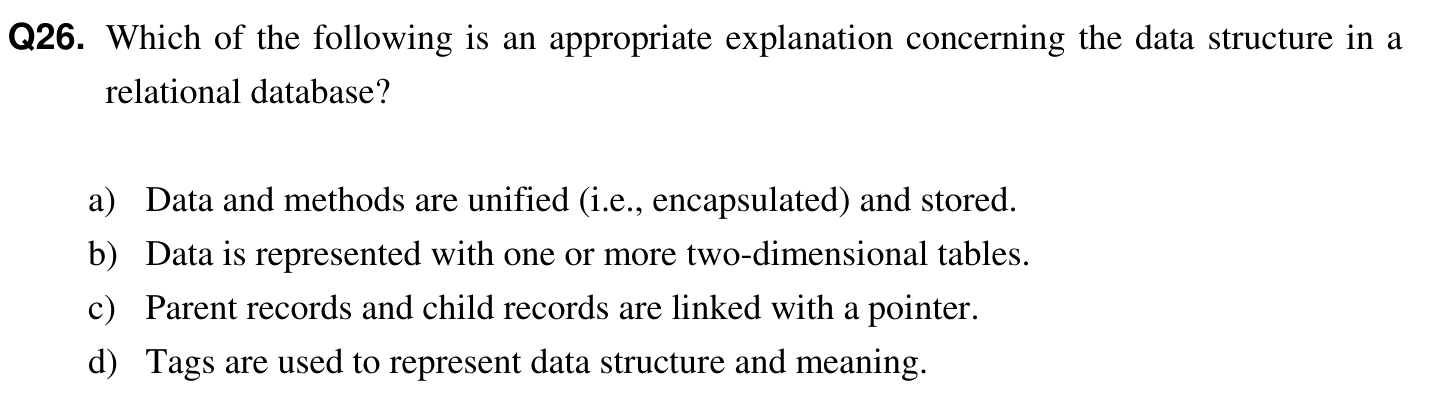 Q26. Which of the following is an appropriate explanation concerning the data structure in a
relational database?
a) Data and methods are unified (i.e., encapsulated) and stored.
b) Data is represented with one or more two-dimensional tables.
c) Parent records and child records are linked with a pointer.
d) Tags are used to represent data structure and meaning.